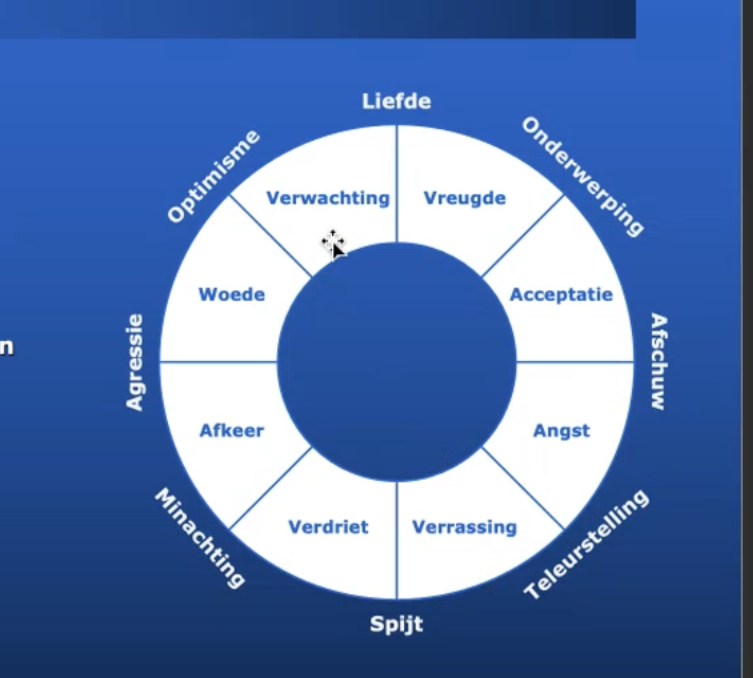 Liefde
Optimisme
Onderwerping
Verwachting
Vreugde
Woede
Acceptatie
n
Agressie
Afschuw
Afkeer
Angst
Minachting
Teleurstelling
Verdriet
Verrassing
Spijt